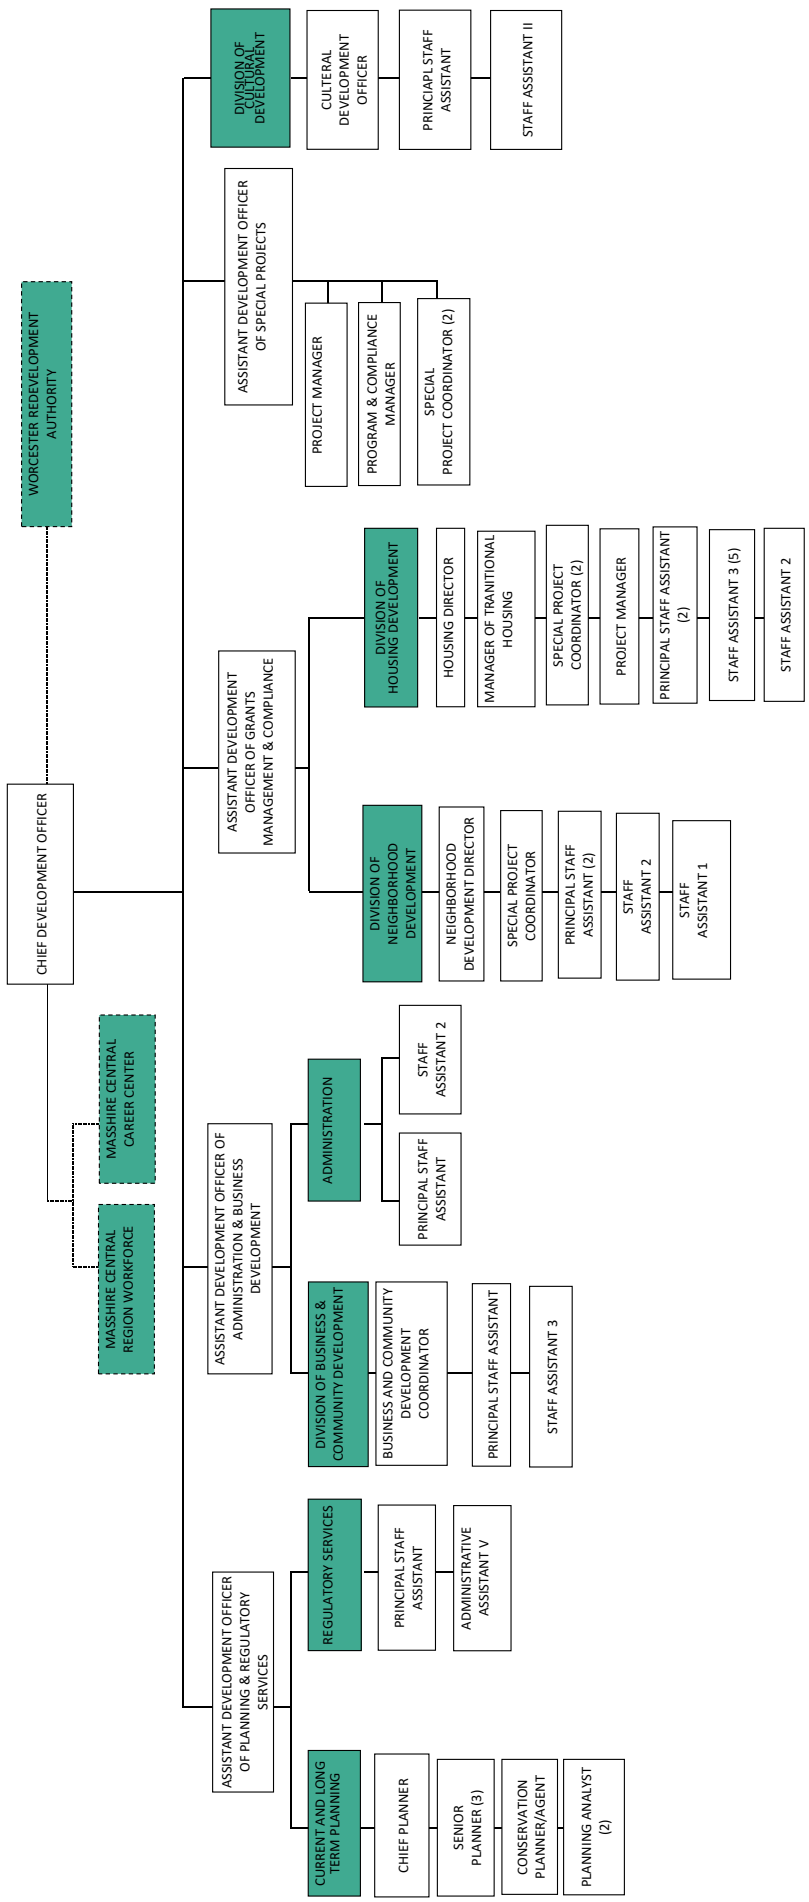 CHIEF DEVELOPMENT OFFICER
MASSHIRE CENTRAL
REGION WORKFORCE
MASSHIRE CENTRAL
CAREER CENTER
WORCESTER REDEVELOPMENT
AUTHORITY
ASSISTANT DEVELOPMENT OFFICER
OF PLANNING & REGULATORY
SERVICES
CURRENT AND LONG
TERM PLANNING
CHIEF PLANNER
SENIOR
PLANNER (3)
CONSERVATION
PLANNER/AGENT
PLANNING ANALYST
(2)
REGULATORY SERVICES
PRINCIPAL STAFF
ASSISTANT
ADMINISTRATIVE
ASSISTANT V
ASSISTANT DEVELOPMENT OFFICER OF
ADMINISTRATION & BUSINESS
DEVELOPMENT
DIVISION OF BUSINESS &
COMMUNITY DEVELOPMENT
BUSINESS AND COMMUNITY
DEVELOPMENT
COORDINATOR
PRINCIPAL STAFF ASSISTANT
STAFF ASSISTANT 3
ADMINISTRATION
PRINCIPAL STAFF
ASSISTANT
STAFF
ASSISTANT 2
ASSISTANT DEVELOPMENT
OFFICER OF GRANTS
MANAGEMENT & COMPLIANCE
DIVISION OF
NEIGHBORHOOD
DEVELOPMENT
NEIGHBORHOOD
DEVELOPMENT DIRECTOR
SPECIAL PROJECT
COORDINATOR
PRINCIPAL STAFF
ASSISTANT (2)
STAFF
ASSISTANT 2
STAFF
ASSISTANT 1
DIVISION OF
HOUSING DEVELOPMENT
HOUSING DIRECTOR
MANAGER OF TRANITIONAL
HOUSING
SPECIAL PROJECT
COORDINATOR (2)
PROJECT MANAGER
PRINCIPAL STAFF ASSISTANT
(2)
STAFF ASSISTANT 3 (5)
STAFF ASSISTANT 2
ASSISTANT DEVELOPMENT OFFICER
OF SPECIAL PROJECTS
PROJECT MANAGER
PROGRAM & COMPLIANCE
MANAGER
SPECIAL
PROJECT COORDINATOR (2)
DIVISION OF
CULTURAL
DEVELOPMENT
CULTERAL
DEVELOPMENT
OFFICER
PRINCIAPL STAFF
ASSISTANT
STAFF ASSISTANT II